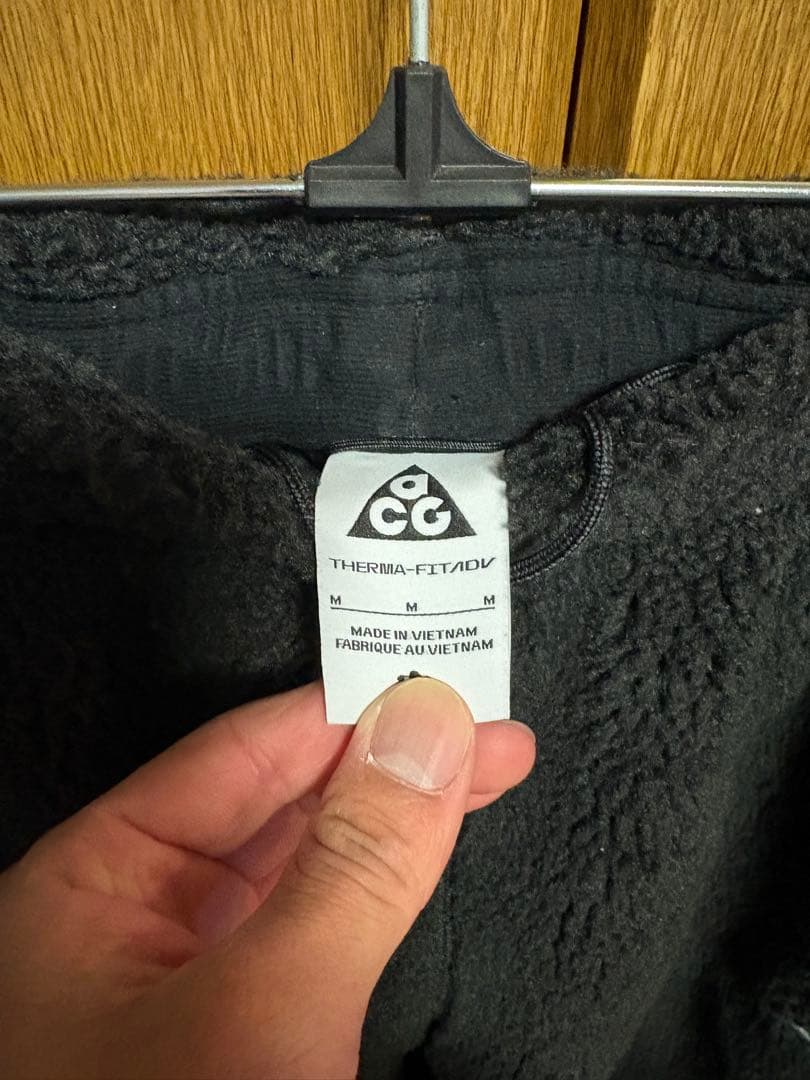 aCG
THERMA-FIT ADV
M M M
MADE IN VIETNAM
FABRIQUE AU VIETNAM